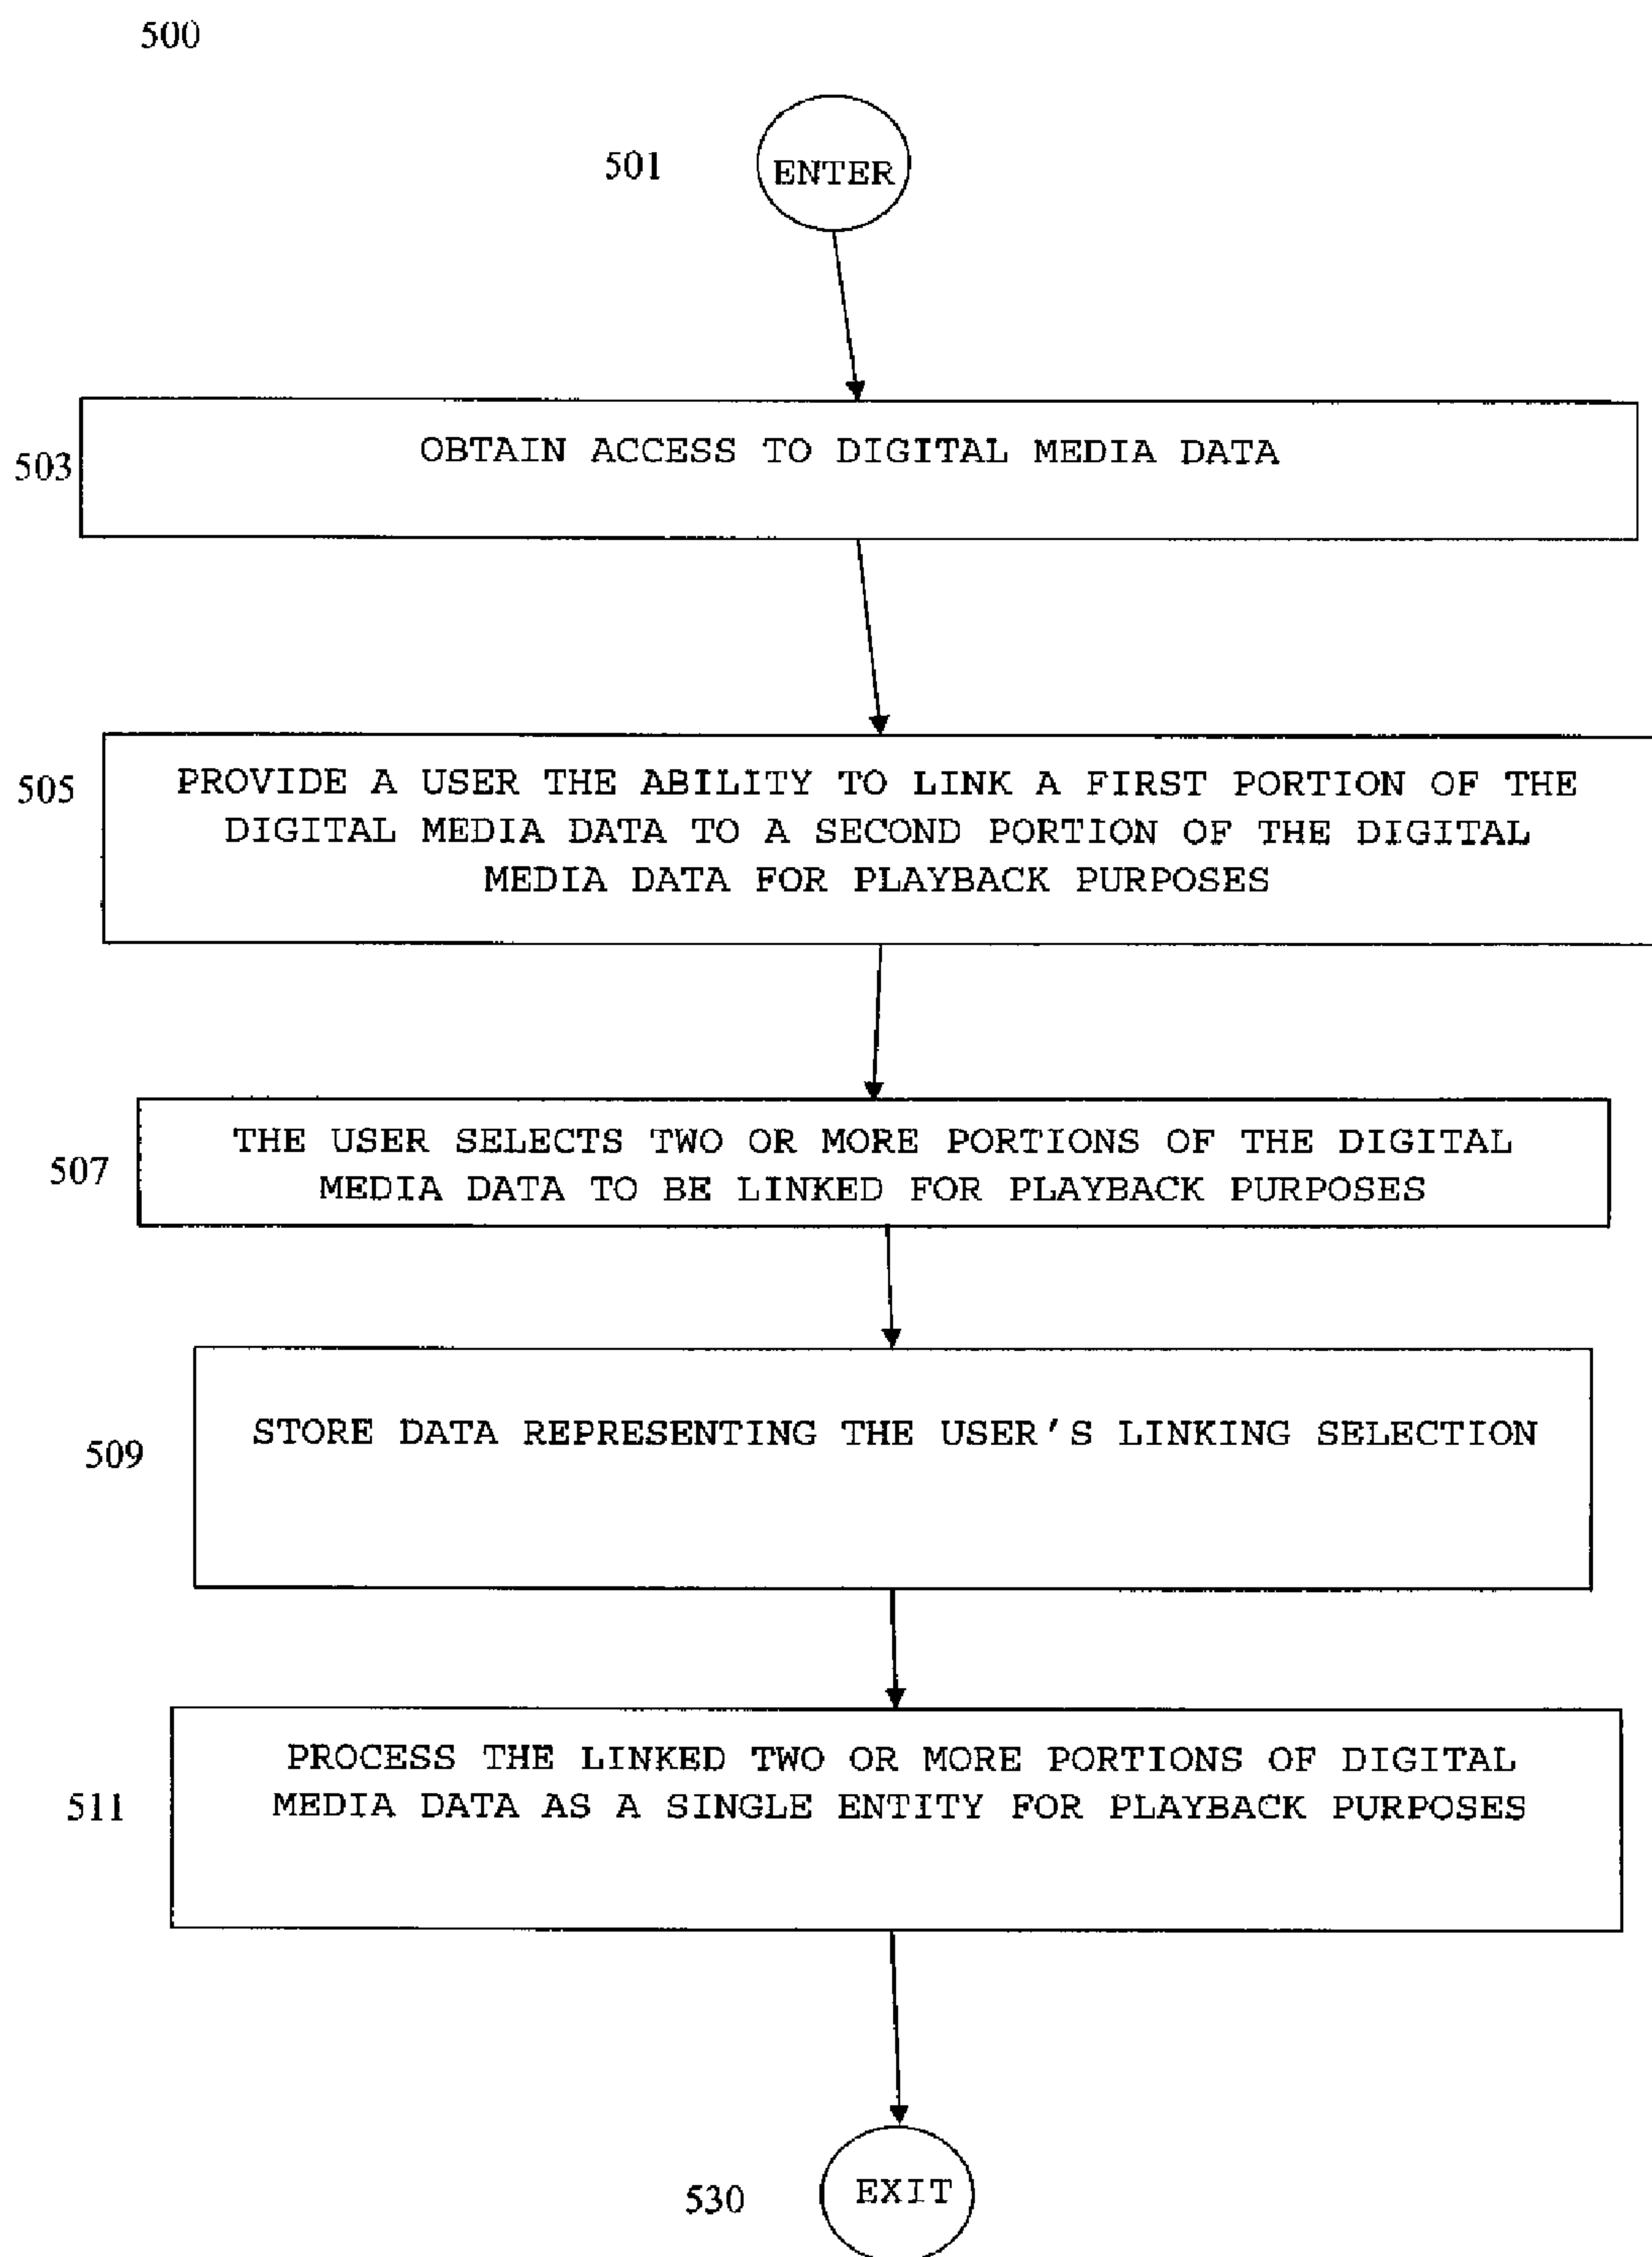 500
501
ENTER
503
OBTAIN ACCESS TO DIGITAL MEDIA DATA
505
PROVIDE A USER THE ABILITY TO LINK A FIRST PORTION OF THE
DIGITAL MEDIA DATA TO A SECOND PORTION OF THE DIGITAL
MEDIA DATA FOR PLAYBACK PURPOSES
507
THE USER SELECTS TWO OR MORE PORTIONS OF THE DIGITAL
MEDIA DATA TO BE LINKED FOR PLAYBACK PURPOSES
509
STORE DATA REPRESENTING THE USER'S LINKING SELECTION
511
PROCESS THE LINKED TWO OR MORE PORTIONS OF DIGITAL
MEDIA DATA AS A SINGLE ENTITY FOR PLAYBACK PURPOSES
530
EXIT